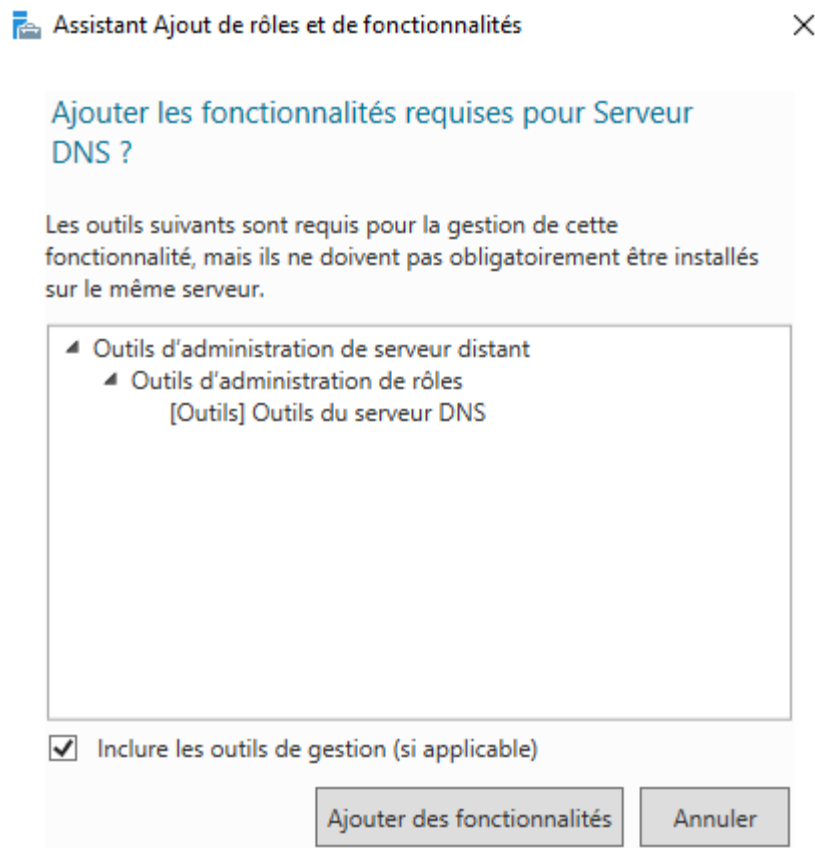 Assistant Ajout de rôles et de fonctionnalités
Ajouter les fonctionnalités requises pour Serveur
DNS ?
Les outils suivants sont requis pour la gestion de cette
fonctionnalité, mais ils ne doivent pas obligatoirement être installés
sur le même serveur.
Outils d'administration de serveur distant
Outils d'administration de rôles
[Outils] Outils du serveur DNS
Inclure les outils de gestion (si applicable)
Ajouter des fonctionnalités Annuler